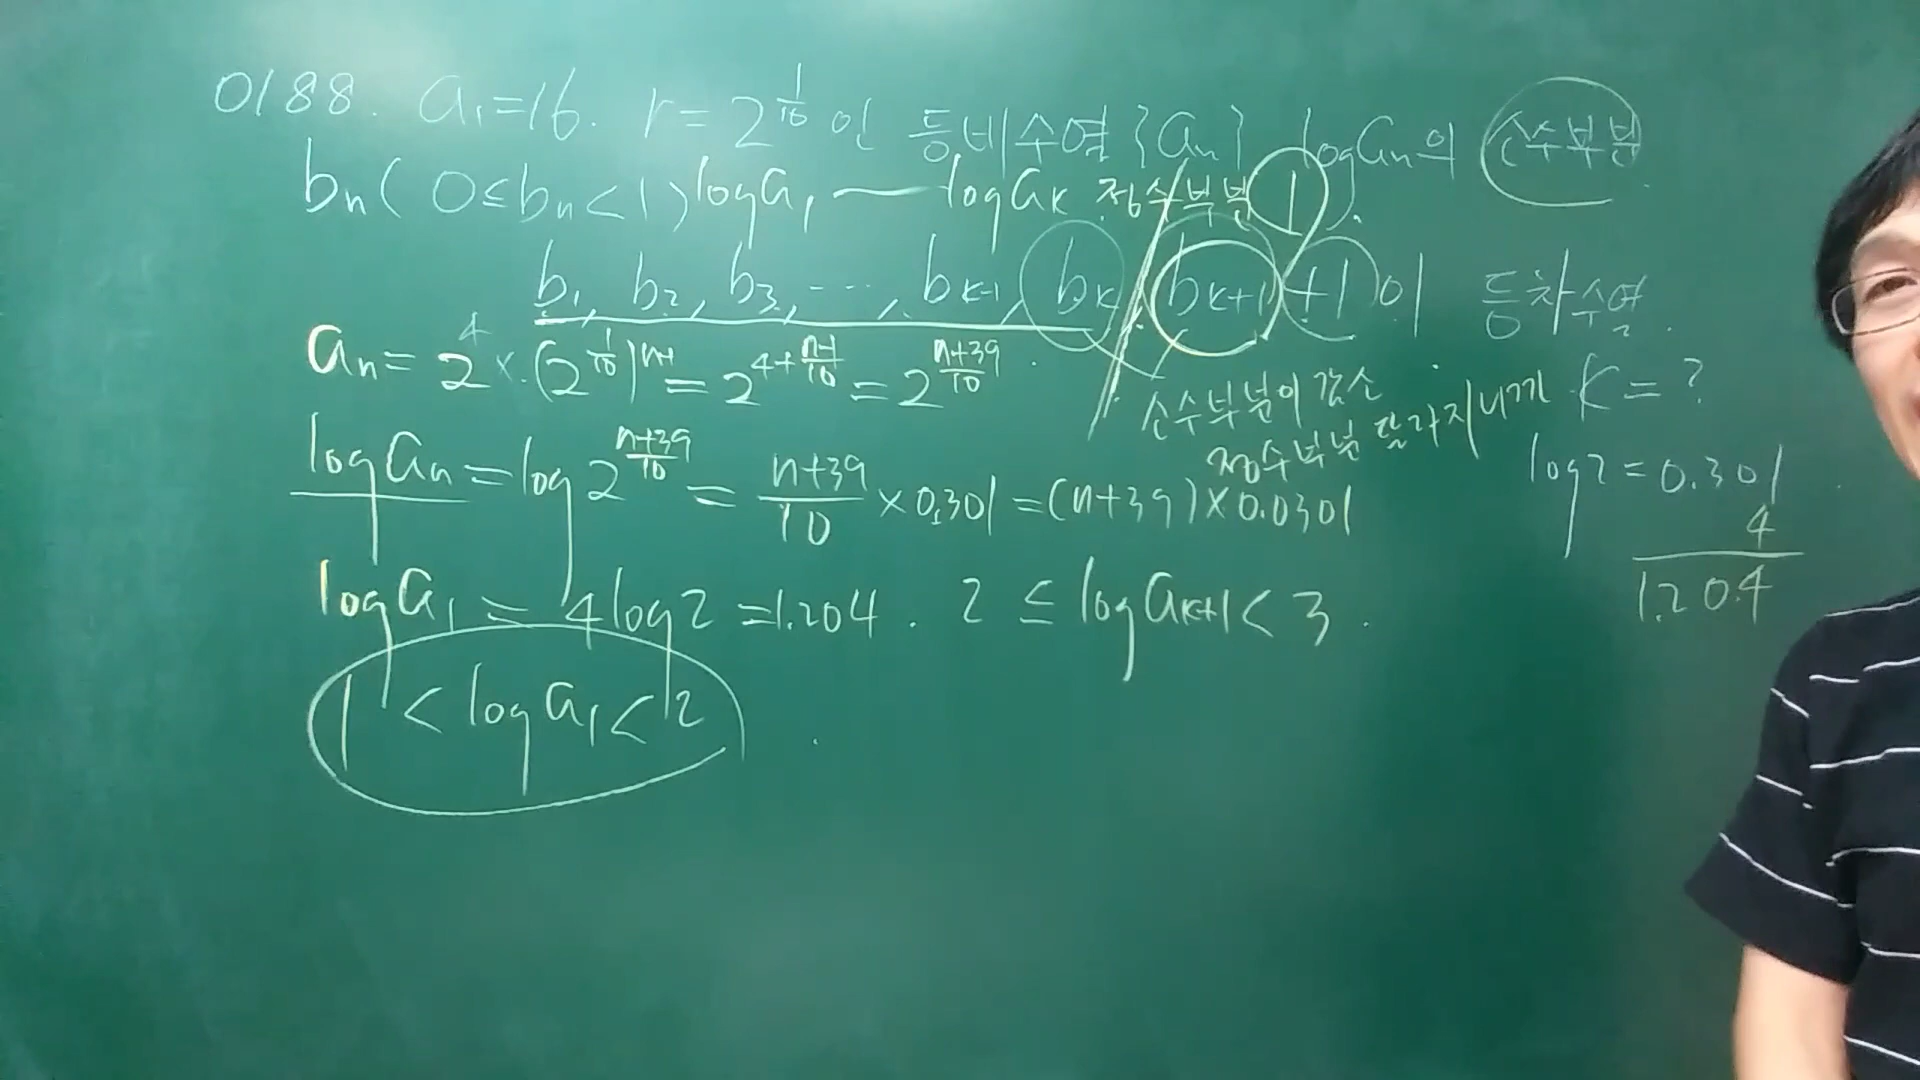 0188. a₁=16. r=2^(1/10) 인 등비수열 {aₙ} logaₙ의 소수부분
bₙ( 0≤bₙ<1 ) loga₁ ― logaₖ 정수부분 1 .
b₁, b₂, b₃, ..., bₖ₋₁, bₖ bₖ₊₁ +1 이 등차수열.
aₙ= 2⁴ × (2^(1/10))^(n-1) = 2^(4+(n-1)/10) = 2^((n+39)/10) .
소수부분이 감소
정수부분 달라지니까
K = ?
logaₙ = log2^((n+39)/10) = (n+39)/10 × 0.301 = (n+39) × 0.0301
log2 = 0.301
4
1.204
loga₁ = 4log2 = 1.204 . 2 ≤ logaₖ₊₁ < 3 .
1 < loga₁ < 2